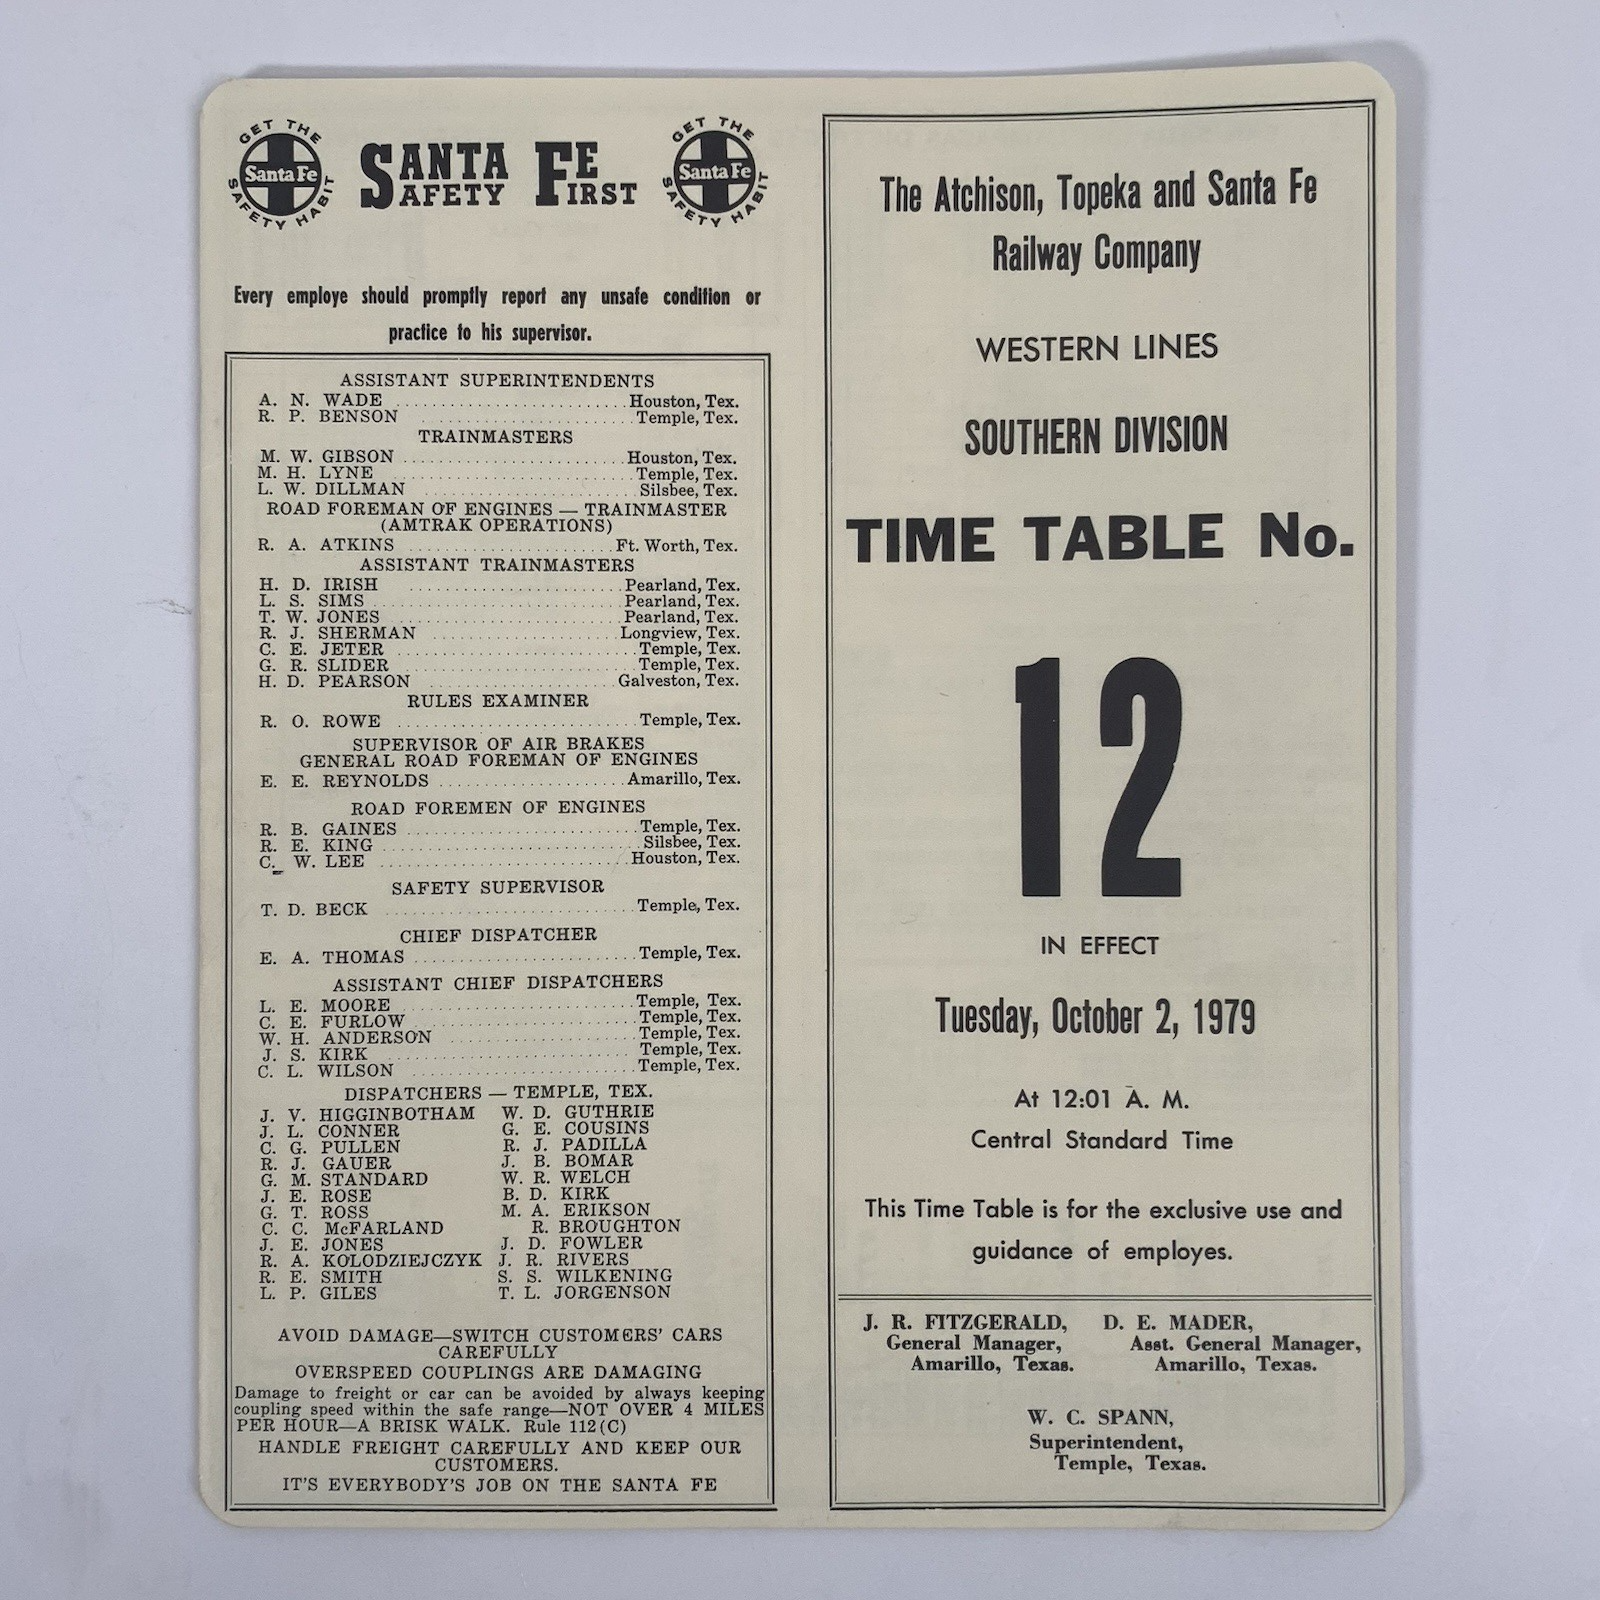 GET THE
Santa Fe
SAFETY HABIT
SANTA FE
SAFETY FIRST
GET THE
Santa Fe
SAFETY HABIT
Every employe should promptly report any unsafe condition or
practice to his supervisor.
ASSISTANT SUPERINTENDENTS
A. N. WADE ........................ Houston, Tex.
R. P. BENSON ........................ Temple, Tex.
TRAINMASTERS
M. W. GIBSON ........................ Houston, Tex.
M. H. LYNE ........................ Temple, Tex.
L. W. DILLMAN ........................ Silsbee, Tex.
ROAD FOREMAN OF ENGINES — TRAINMASTER
(AMTRAK OPERATIONS)
R. A. ATKINS ........................ Ft. Worth, Tex.
ASSISTANT TRAINMASTERS
H. D. IRISH ........................ Pearland, Tex.
L. S. SIMS ........................ Pearland, Tex.
T. W. JONES ........................ Pearland, Tex.
R. J. SHERMAN ........................ Longview, Tex.
C. E. JETER ........................ Temple, Tex.
G. R. SLIDER ........................ Temple, Tex.
H. D. PEARSON ........................ Galveston, Tex.
RULES EXAMINER
R. O. ROWE ........................ Temple, Tex.
SUPERVISOR OF AIR BRAKES
GENERAL ROAD FOREMAN OF ENGINES
E. E. REYNOLDS ........................ Amarillo, Tex.
ROAD FOREMEN OF ENGINES
R. B. GAINES ........................ Temple, Tex.
R. E. KING ........................ Silsbee, Tex.
C. W. LEE ........................ Houston, Tex.
SAFETY SUPERVISOR
T. D. BECK ........................ Temple, Tex.
CHIEF DISPATCHER
E. A. THOMAS ........................ Temple, Tex.
ASSISTANT CHIEF DISPATCHERS
L. E. MOORE ........................ Temple, Tex.
C. E. FURLOW ........................ Temple, Tex.
W. H. ANDERSON ........................ Temple, Tex.
J. S. KIRK ........................ Temple, Tex.
C. L. WILSON ........................ Temple, Tex.
DISPATCHERS — TEMPLE, TEX.
J. V. HIGGINBOTHAM W. D. GUTHRIE
J. L. CONNER G. E. COUSINS
C. G. PULLEN R. J. PADILLA
R. J. GAUER J. B. BOMAR
G. M. STANDARD W. R. WELCH
J. E. ROSE B. D. KIRK
G. T. ROSS M. A. ERIKSON
C. C. McFARLAND R. BROUGHTON
J. E. JONES J. D. FOWLER
R. A. KOLODZIEJCZYK J. R. RIVERS
R. E. SMITH S. S. WILKENING
L. P. GILES T. L. JORGENSON
AVOID DAMAGE—SWITCH CUSTOMERS' CARS
CAREFULLY
OVERSPEED COUPLINGS ARE DAMAGING
Damage to freight or car can be avoided by always keeping
coupling speed within the safe range—NOT OVER 4 MILES
PER HOUR—A BRISK WALK. Rule 112(C)
HANDLE FREIGHT CAREFULLY AND KEEP OUR
CUSTOMERS.
IT'S EVERYBODY'S JOB ON THE SANTA FE
The Atchison, Topeka and Santa Fe
Railway Company
WESTERN LINES
SOUTHERN DIVISION
TIME TABLE No.
12
IN EFFECT
Tuesday, October 2, 1979
At 12:01 A. M.
Central Standard Time
This Time Table is for the exclusive use and
guidance of employes.
J. R. FITZGERALD, D. E. MADER,
General Manager, Asst. General Manager,
Amarillo, Texas. Amarillo, Texas.
W. C. SPANN,
Superintendent,
Temple, Texas.